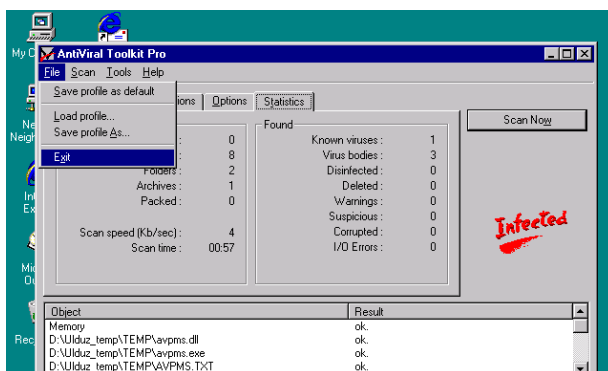 My C
AntiViral Toolkit Pro
File Scan Tools Help
Save profile as default
Load profile...
Save profile As...
Exit
ions Options Statistics
Scan Now
Ne
Neigh
: 0
: 8
Folders : 2
Archives : 1
Packed : 0
Scan speed (Kb/sec) : 4
Scan time : 00:57
Found
Known viruses : 1
Virus bodies : 3
Disinfected : 0
Deleted : 0
Warnings : 0
Suspicious : 0
Corrupted : 0
I/O Errors : 0
Infected
Int
Ex
Mic
Ou
Rec
Object Result
Memory ok.
D:\Ulduz_temp\TEMP\avpms.dll ok.
D:\Ulduz_temp\TEMP\avpms.exe ok.
D:\Ulduz_temp\TEMP\AVPMS.TXT ok.